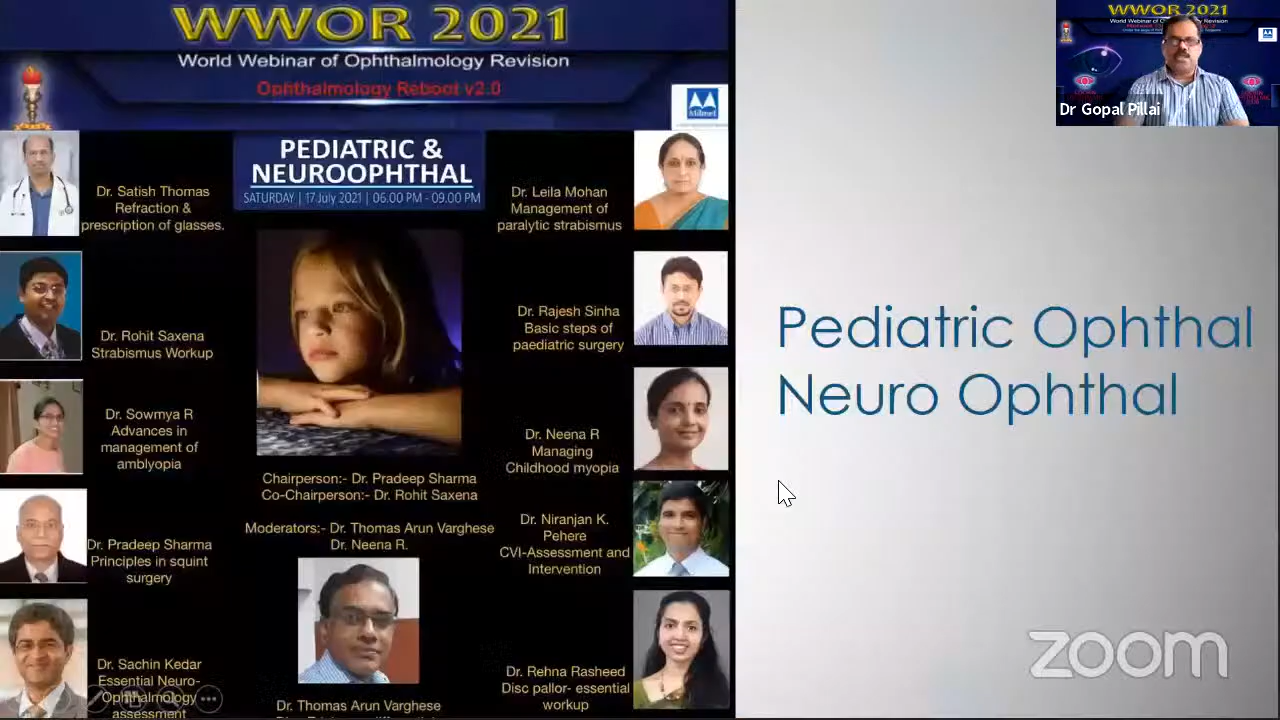 WWOR 2021
World Webinar of Ophthalmology Revision
Ophthalmology Reboot v2.0
Milmet
PEDIATRIC &
NEUROOPHTHAL
SATURDAY | 17 July 2021 | 06.00 PM - 09.00 PM
Dr. Satish Thomas
Refraction &
prescription of glasses.
Dr. Rohit Saxena
Strabismus Workup
Dr. Sowmya R
Advances in
management of
amblyopia
Dr. Pradeep Sharma
Principles in squint
surgery
Dr. Sachin Kedar
Essential Neuro-
Ophthalmology
assessment
Chairperson:- Dr. Pradeep Sharma
Co-Chairperson:- Dr. Rohit Saxena
Moderators:- Dr. Thomas Arun Varghese
Dr. Neena R.
Dr. Thomas Arun Varghese
Dr. Leila Mohan
Management of
paralytic strabismus
Dr. Rajesh Sinha
Basic steps of
paediatric surgery
Dr. Neena R
Managing
Childhood myopia
Dr. Niranjan K.
Pehere
CVI-Assessment and
Intervention
Dr. Rehna Rasheed
Disc pallor- essential
workup
Pediatric Ophthal
Neuro Ophthal
WWOR 2021
World Webinar of Ophthalmology Revision
Dr Gopal Pillai
zoom